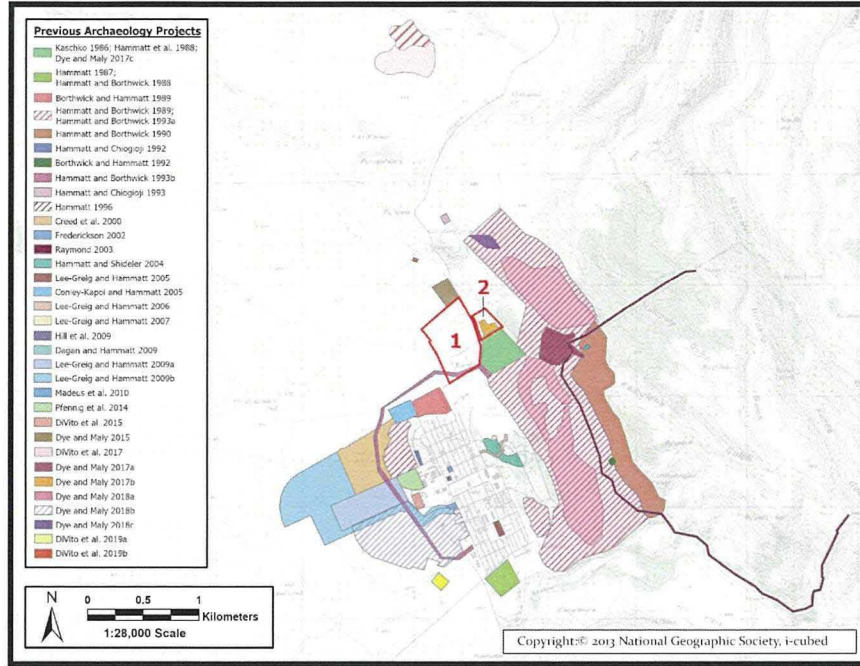 Previous Archaeology Projects
Kaschko 1986; Hammatt et al. 1988;
Dye and Maly 2017c
Hammatt 1987;
Hammatt and Borthwick 1988
Borthwick and Hammatt 1989
Hammatt and Borthwick 1989;
Hammatt and Borthwick 1993a
Hammatt and Borthwick 1990
Hammatt and Chiogioji 1992
Borthwick and Hammatt 1992
Hammatt and Borthwick 1993b
Hammatt and Chiogioji 1993
Hammatt 1996
Creed et al. 2000
Frederickson 2002
Raymond 2003
Hammatt and Shideler 2004
Lee-Greig and Hammatt 2005
Conley-Kapoi and Hammatt 2005
Lee-Greig and Hammatt 2006
Lee-Greig and Hammatt 2007
Hill et al. 2009
Dagan and Hammatt 2009
Lee-Greig and Hammatt 2009a
Lee-Greig and Hammatt 2009b
Madeus et al. 2010
Pfennig et al. 2014
DiVito et al. 2015
Dye and Maly 2015
DiVito et al. 2017
Dye and Maly 2017a
Dye and Maly 2017b
Dye and Maly 2018a
Dye and Maly 2018b
Dye and Maly 2018c
DiVito et al. 2019a
DiVito et al. 2019b
2
1
N
0 0.5 1
Kilometers
1:28,000 Scale
Copyright:© 2013 National Geographic Society, i-cubed